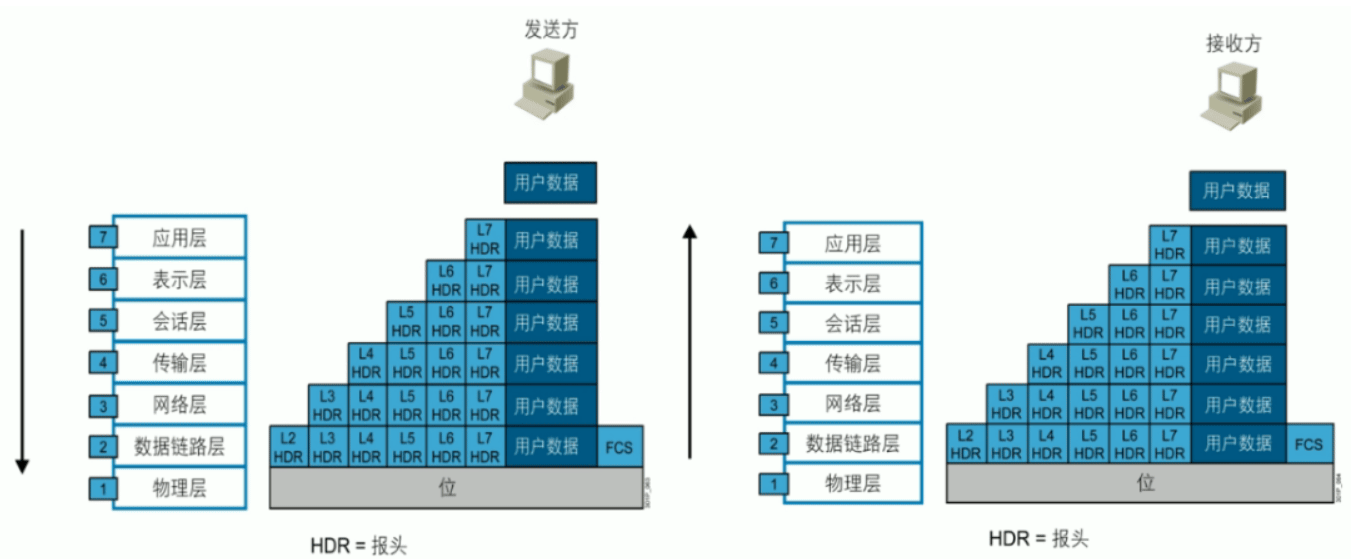 发送方
用户数据
7 应用层 L7 HDR 用户数据
6 表示层 L6 HDR L7 HDR 用户数据
5 会话层 L5 HDR L6 HDR L7 HDR 用户数据
4 传输层 L4 HDR L5 HDR L6 HDR L7 HDR 用户数据
3 网络层 L3 HDR L4 HDR L5 HDR L6 HDR L7 HDR 用户数据
2 数据链路层 L2 HDR L3 HDR L4 HDR L5 HDR L6 HDR L7 HDR 用户数据 FCS
1 物理层 位
HDR = 报头
接收方
用户数据
7 应用层 L7 HDR 用户数据
6 表示层 L6 HDR L7 HDR 用户数据
5 会话层 L5 HDR L6 HDR L7 HDR 用户数据
4 传输层 L4 HDR L5 HDR L6 HDR L7 HDR 用户数据
3 网络层 L3 HDR L4 HDR L5 HDR L6 HDR L7 HDR 用户数据
2 数据链路层 L2 HDR L3 HDR L4 HDR L5 HDR L6 HDR L7 HDR 用户数据 FCS
1 物理层 位
HDR = 报头